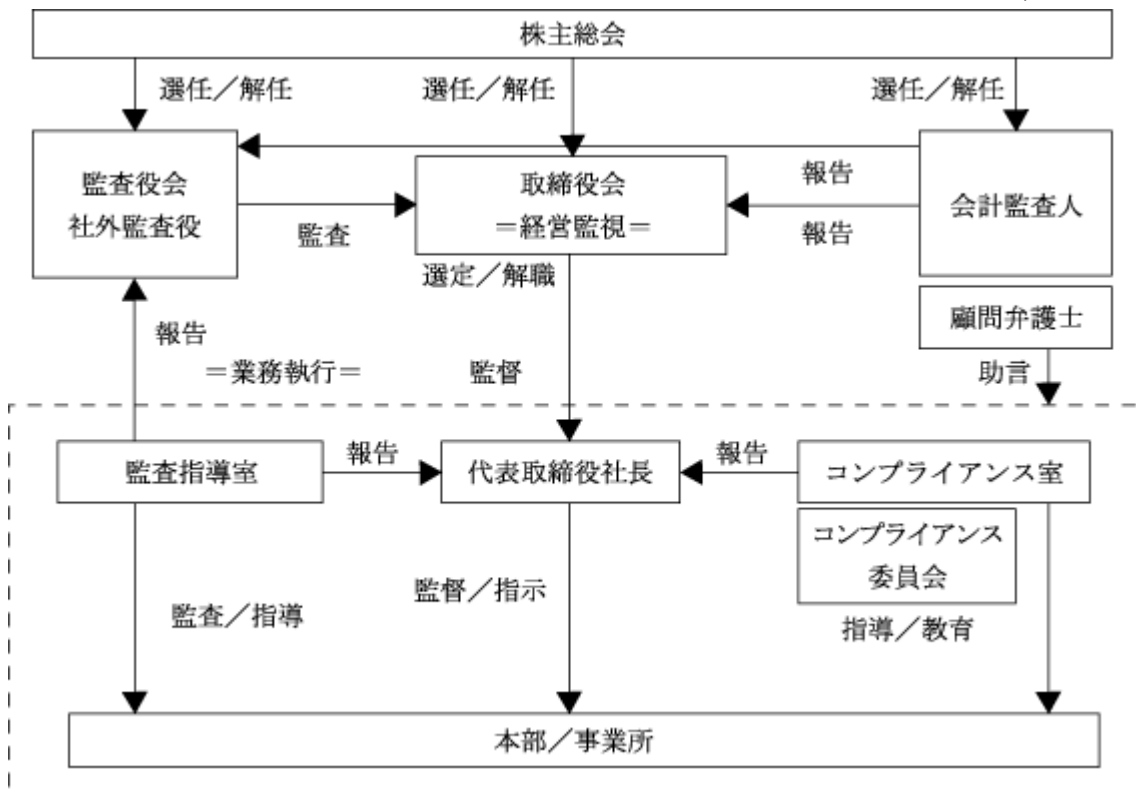 株主総会
選任／解任
選任／解任
選任／解任
監査役会
社外監査役
取締役会
＝経営監視＝
会計監査人
報告
監査
報告
選定／解職
顧問弁護士
報告
＝業務執行＝
監督
助言
監査指導室
報告
代表取締役社長
報告
コンプライアンス室
コンプライアンス
委員会
監査／指導
監督／指示
指導／教育
本部／事業所